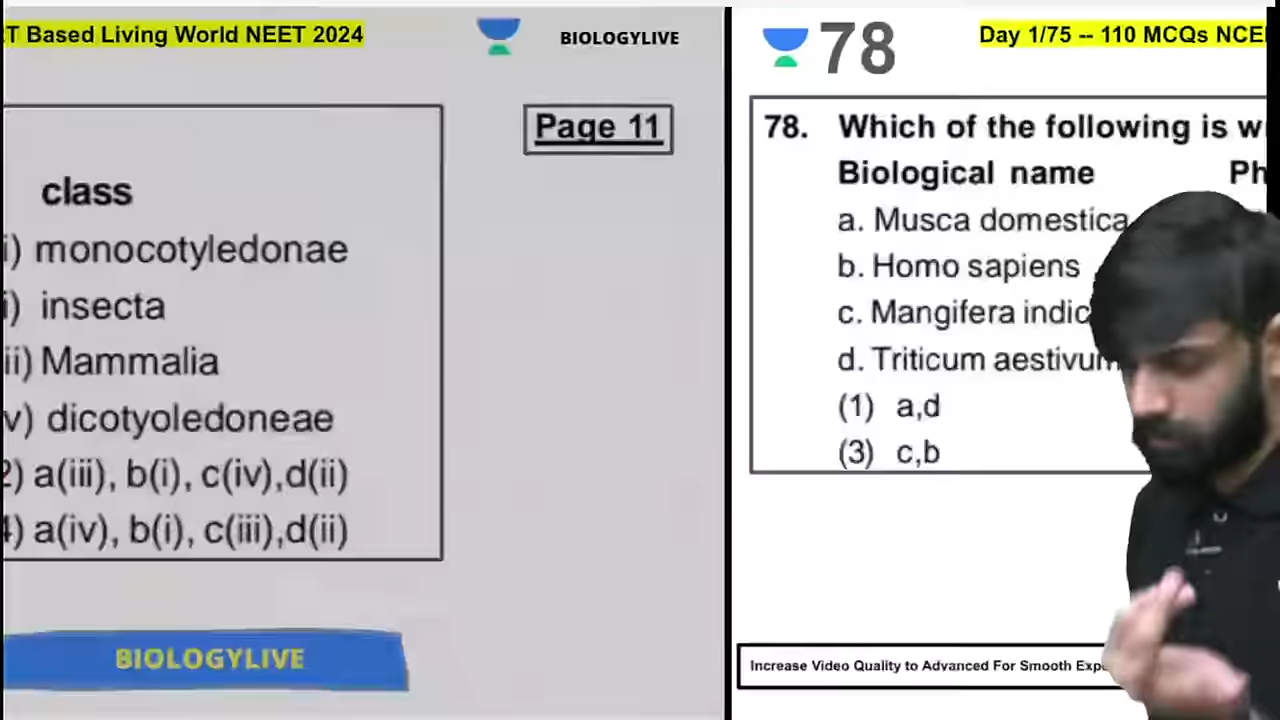 T Based Living World NEET 2024
BIOLOGYLIVE
Page 11
class
i) monocotyledonae
i) insecta
ii) Mammalia
v) dicotyoledoneae
2) a(iii), b(i), c(iv),d(ii)
4) a(iv), b(i), c(iii),d(ii)
BIOLOGYLIVE
78
Day 1/75 -- 110 MCQs NCE
78. Which of the following is w
Biological name Ph
a. Musca domestica
b. Homo sapiens
c. Mangifera indic
d. Triticum aestivum
(1) a,d
(3) c,b
Increase Video Quality to Advanced For Smooth Exp